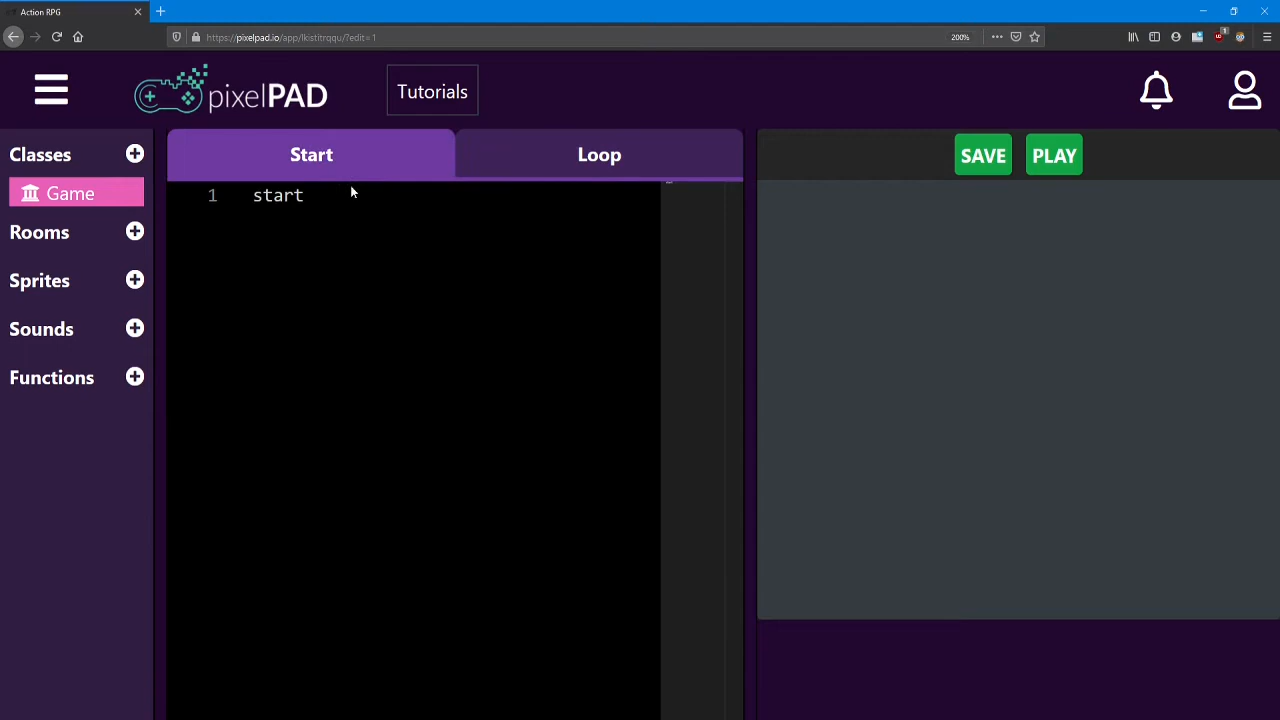 Action RPG
https://pixelpad.io/app/lkistitrqqu/?edit=1
200%
1
pixelPAD
Tutorials
Classes
Game
Rooms
Sprites
Sounds
Functions
Start
Loop
1 start
SAVE
PLAY